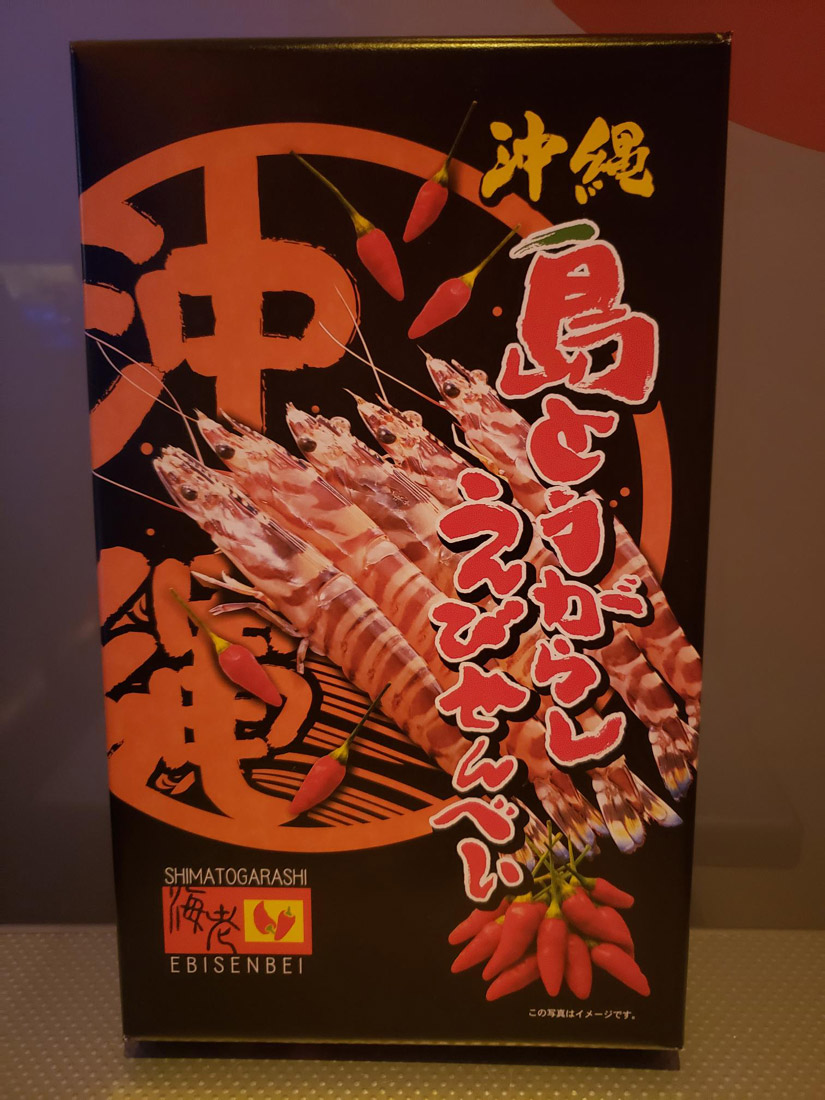 沖縄
島とうがらし
えびせんべい
沖
縄
SHIMATOGARASHI
海老
EBISENBEI
この写真はイメージです。